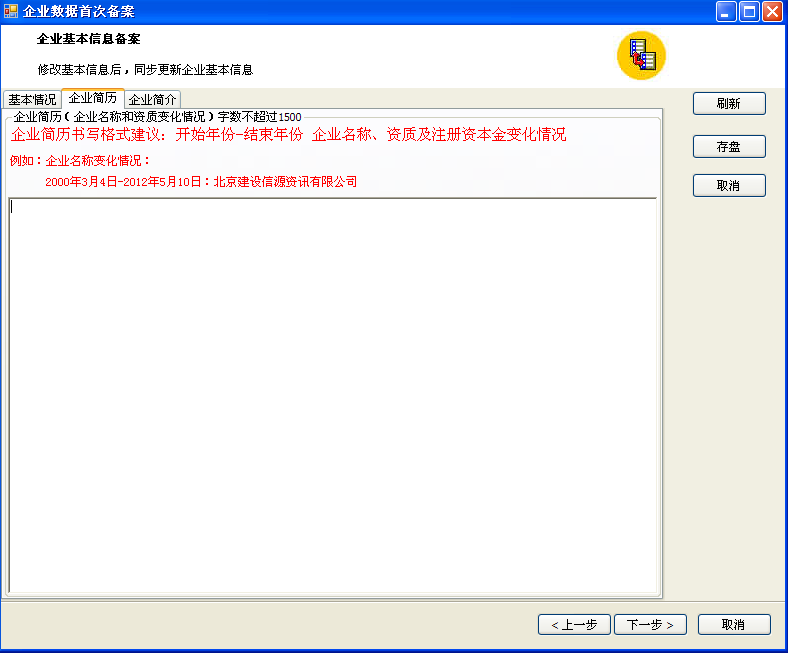 企业数据首次备案
企业基本信息备案
修改基本信息后，同步更新企业基本信息
基本情况 企业简历 企业简介
企业简历（企业名称和资质变化情况）字数不超过1500
企业简历书写格式建议：开始年份-结束年份 企业名称、资质及注册资本金变化情况
例如：企业名称变化情况：
2000年3月4日-2012年5月10日：北京建设信源资讯有限公司
刷新
存盘
取消
< 上一步 下一步 > 取消